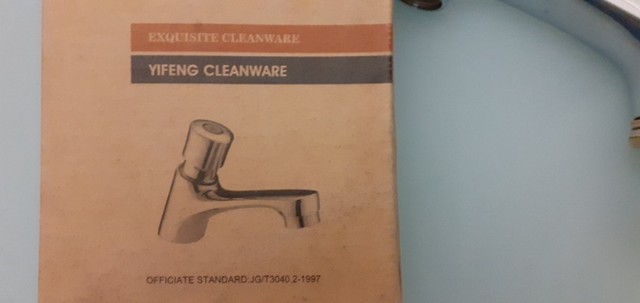 EXQUISITE CLEANWARE
YIFENG CLEANWARE
OFFICIATE STANDARD:JG/T3040.2-1997